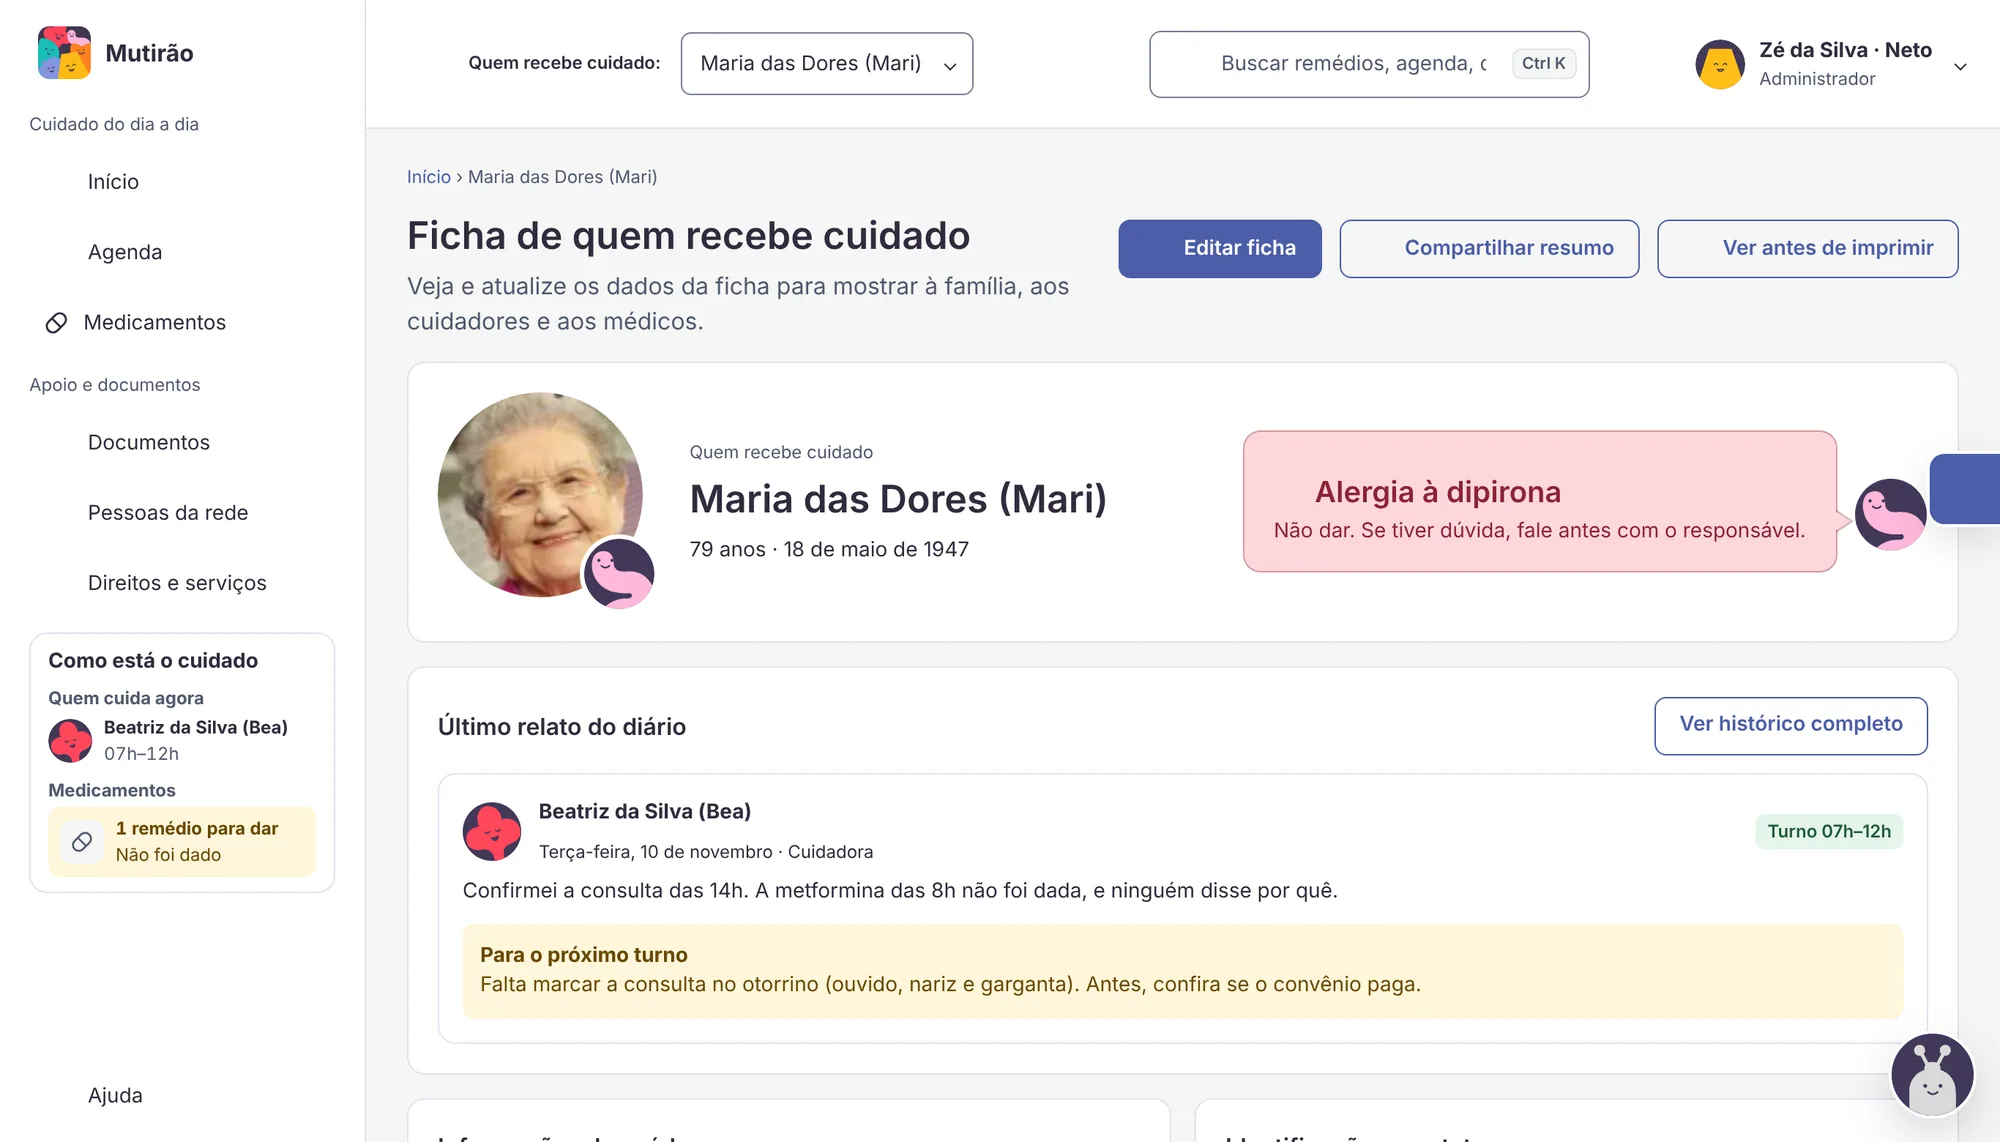 Mutirão
Cuidado do dia a dia
Início
Agenda
Medicamentos
Apoio e documentos
Documentos
Pessoas da rede
Direitos e serviços
Como está o cuidado
Quem cuida agora
Beatriz da Silva (Bea)
07h–12h
Medicamentos
1 remédio para dar
Não foi dado
Ajuda
Quem recebe cuidado:
Maria das Dores (Mari)
Buscar remédios, agenda,
Ctrl K
Zé da Silva · Neto
Administrador
Início › Maria das Dores (Mari)
Ficha de quem recebe cuidado
Veja e atualize os dados da ficha para mostrar à família, aos
cuidadores e aos médicos.
Editar ficha
Compartilhar resumo
Ver antes de imprimir
Quem recebe cuidado
Maria das Dores (Mari)
79 anos · 18 de maio de 1947
Alergia à dipirona
Não dar. Se tiver dúvida, fale antes com o responsável.
Último relato do diário
Ver histórico completo
Beatriz da Silva (Bea)
Terça-feira, 10 de novembro · Cuidadora
Turno 07h–12h
Confirmei a consulta das 14h. A metformina das 8h não foi dada, e ninguém disse por quê.
Para o próximo turno
Falta marcar a consulta no otorrino (ouvido, nariz e garganta). Antes, confira se o convênio paga.